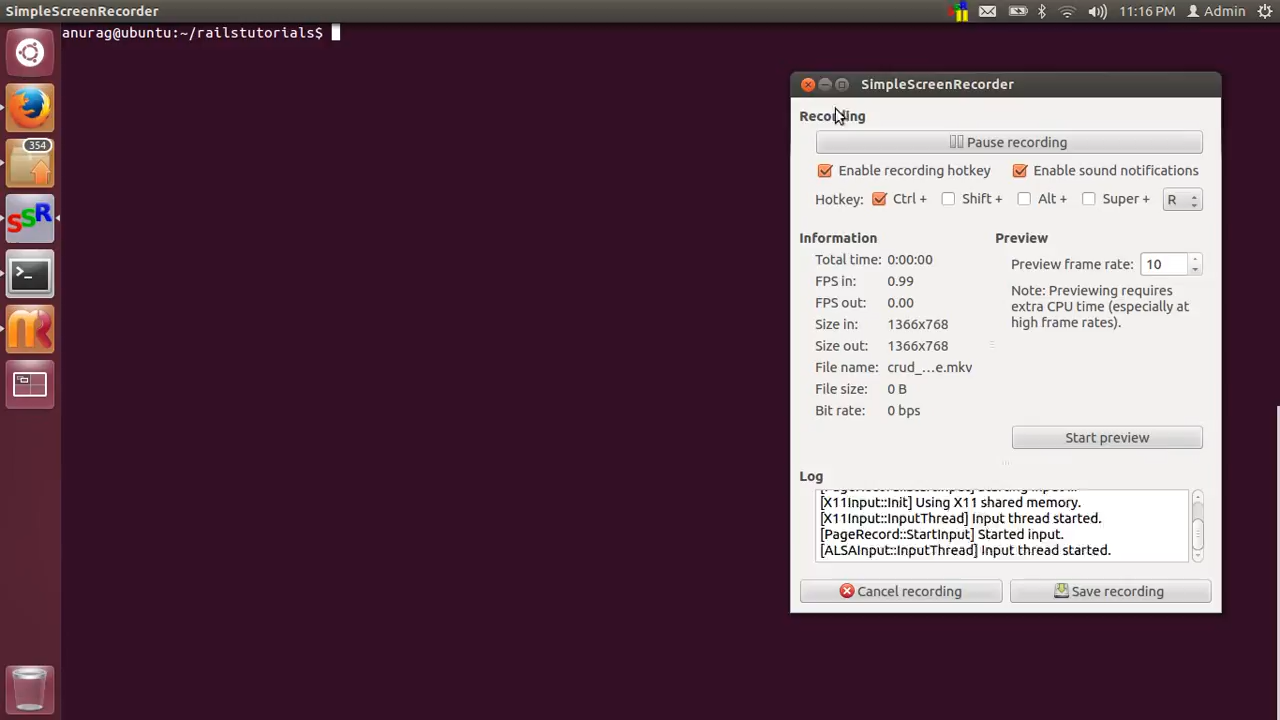 SimpleScreenRecorder
11:16 PM
Admin
anurag@ubuntu:~/railstutorials$
354
SSR
SimpleScreenRecorder
Recording
Pause recording
Enable recording hotkey
Enable sound notifications
Hotkey: Ctrl + Shift + Alt + Super + R
Information
Total time: 0:00:00
FPS in: 0.99
FPS out: 0.00
Size in: 1366x768
Size out: 1366x768
File name: crud_...e.mkv
File size: 0 B
Bit rate: 0 bps
Preview
Preview frame rate: 10
Note: Previewing requires
extra CPU time (especially at
high frame rates).
Start preview
Log
[X11Input::Init] Using X11 shared memory.
[X11Input::InputThread] Input thread started.
[PageRecord::StartInput] Started input.
[ALSAInput::InputThread] Input thread started.
Cancel recording
Save recording